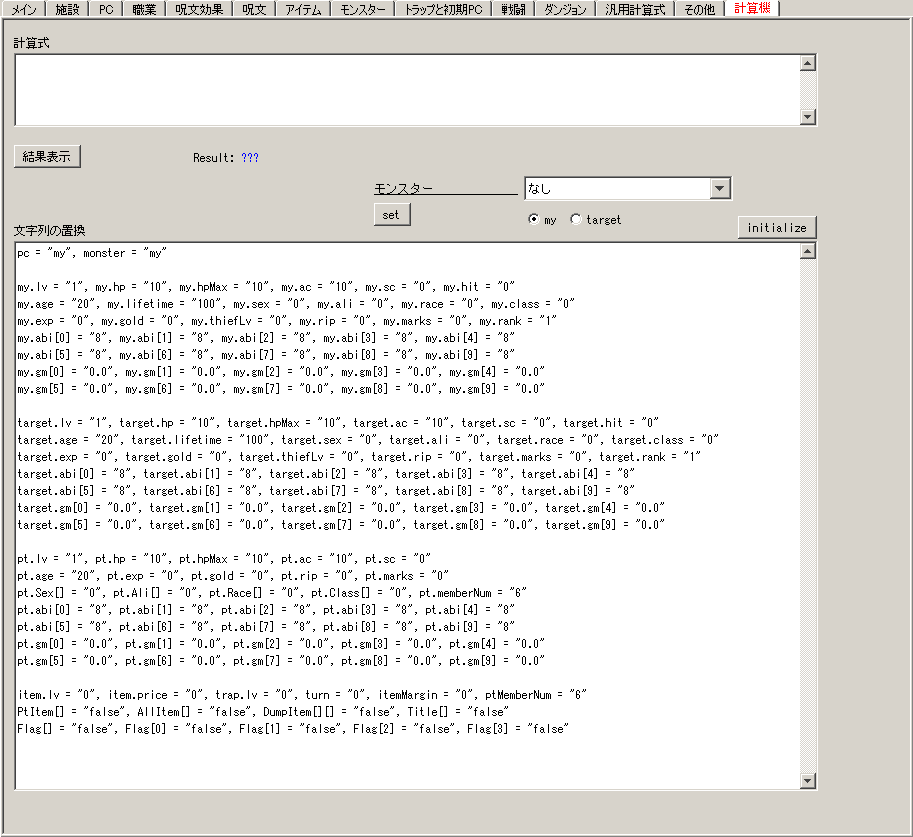 メイン 施設 PC 職業 呪文効果 呪文 アイテム モンスター トラップと初期PC 戦闘 ダンジョン 汎用計算式 その他 計算機
計算式
結果表示 Result: ???
モンスター なし
set my target
文字列の置換 initialize
pc = "my", monster = "my"
my.lv = "1", my.hp = "10", my.hpMax = "10", my.ac = "10", my.sc = "0", my.hit = "0"
my.age = "20", my.lifetime = "100", my.sex = "0", my.ali = "0", my.race = "0", my.class = "0"
my.exp = "0", my.gold = "0", my.thiefLv = "0", my.rip = "0", my.marks = "0", my.rank = "1"
my.abi[0] = "8", my.abi[1] = "8", my.abi[2] = "8", my.abi[3] = "8", my.abi[4] = "8"
my.abi[5] = "8", my.abi[6] = "8", my.abi[7] = "8", my.abi[8] = "8", my.abi[9] = "8"
my.gm[0] = "0.0", my.gm[1] = "0.0", my.gm[2] = "0.0", my.gm[3] = "0.0", my.gm[4] = "0.0"
my.gm[5] = "0.0", my.gm[6] = "0.0", my.gm[7] = "0.0", my.gm[8] = "0.0", my.gm[9] = "0.0"
target.lv = "1", target.hp = "10", target.hpMax = "10", target.ac = "10", target.sc = "0", target.hit = "0"
target.age = "20", target.lifetime = "100", target.sex = "0", target.ali = "0", target.race = "0", target.class = "0"
target.exp = "0", target.gold = "0", target.thiefLv = "0", target.rip = "0", target.marks = "0", target.rank = "1"
target.abi[0] = "8", target.abi[1] = "8", target.abi[2] = "8", target.abi[3] = "8", target.abi[4] = "8"
target.abi[5] = "8", target.abi[6] = "8", target.abi[7] = "8", target.abi[8] = "8", target.abi[9] = "8"
target.gm[0] = "0.0", target.gm[1] = "0.0", target.gm[2] = "0.0", target.gm[3] = "0.0", target.gm[4] = "0.0"
target.gm[5] = "0.0", target.gm[6] = "0.0", target.gm[7] = "0.0", target.gm[8] = "0.0", target.gm[9] = "0.0"
pt.lv = "1", pt.hp = "10", pt.hpMax = "10", pt.ac = "10", pt.sc = "0"
pt.age = "20", pt.exp = "0", pt.gold = "0", pt.rip = "0", pt.marks = "0"
pt.Sex[] = "0", pt.Ali[] = "0", pt.Race[] = "0", pt.Class[] = "0", pt.memberNum = "6"
pt.abi[0] = "8", pt.abi[1] = "8", pt.abi[2] = "8", pt.abi[3] = "8", pt.abi[4] = "8"
pt.abi[5] = "8", pt.abi[6] = "8", pt.abi[7] = "8", pt.abi[8] = "8", pt.abi[9] = "8"
pt.gm[0] = "0.0", pt.gm[1] = "0.0", pt.gm[2] = "0.0", pt.gm[3] = "0.0", pt.gm[4] = "0.0"
pt.gm[5] = "0.0", pt.gm[6] = "0.0", pt.gm[7] = "0.0", pt.gm[8] = "0.0", pt.gm[9] = "0.0"
item.lv = "0", item.price = "0", trap.lv = "0", turn = "0", itemMargin = "0", ptMemberNum = "6"
PtItem[] = "false", AllItem[] = "false", DumpItem[][] = "false", Title[] = "false"
Flag[] = "false", Flag[0] = "false", Flag[1] = "false", Flag[2] = "false", Flag[3] = "false"